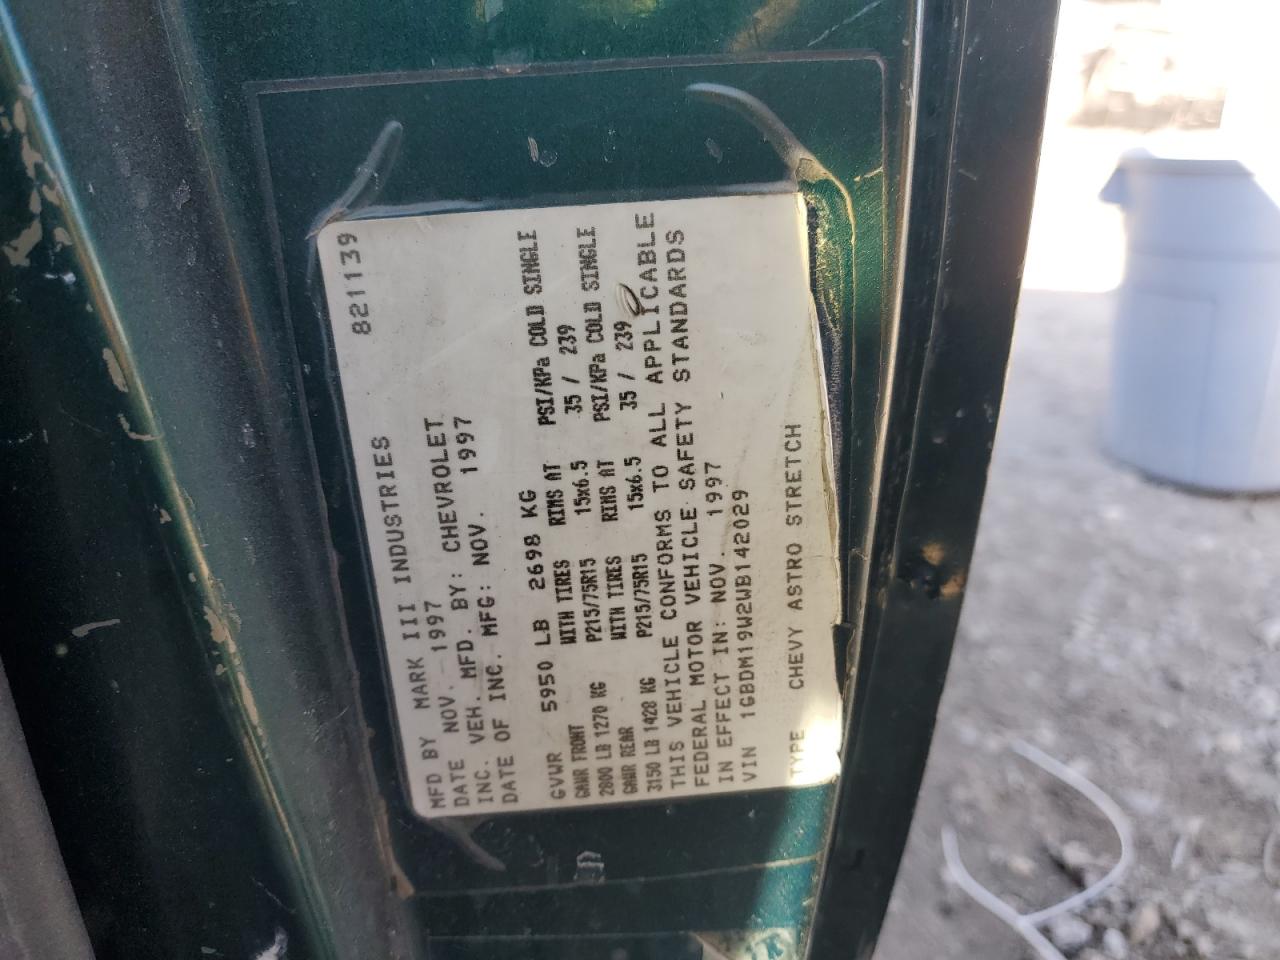 821139
MFD BY MARK III INDUSTRIES
DATE NOV. 1997
INC. VEH. MFD. BY: CHEVROLET
DATE OF INC. MFG: NOV. 1997
GVWR 5950 LB 2698 KG
GAWR FRONT WITH TIRES RIMS AT PSI/KPa COLD SINGLE
2800 LB 1270 KG P215/75R15 15x6.5 35 / 239
GAWR REAR WITH TIRES RIMS AT PSI/KPa COLD SINGLE
3150 LB 1428 KG P215/75R15 15x6.5 35 / 239
THIS VEHICLE CONFORMS TO ALL APPLICABLE
FEDERAL MOTOR VEHICLE SAFETY STANDARDS
IN EFFECT IN: NOV. 1997
VIN 1GBDM19W2WB142029
TYPE CHEVY ASTRO STRETCH